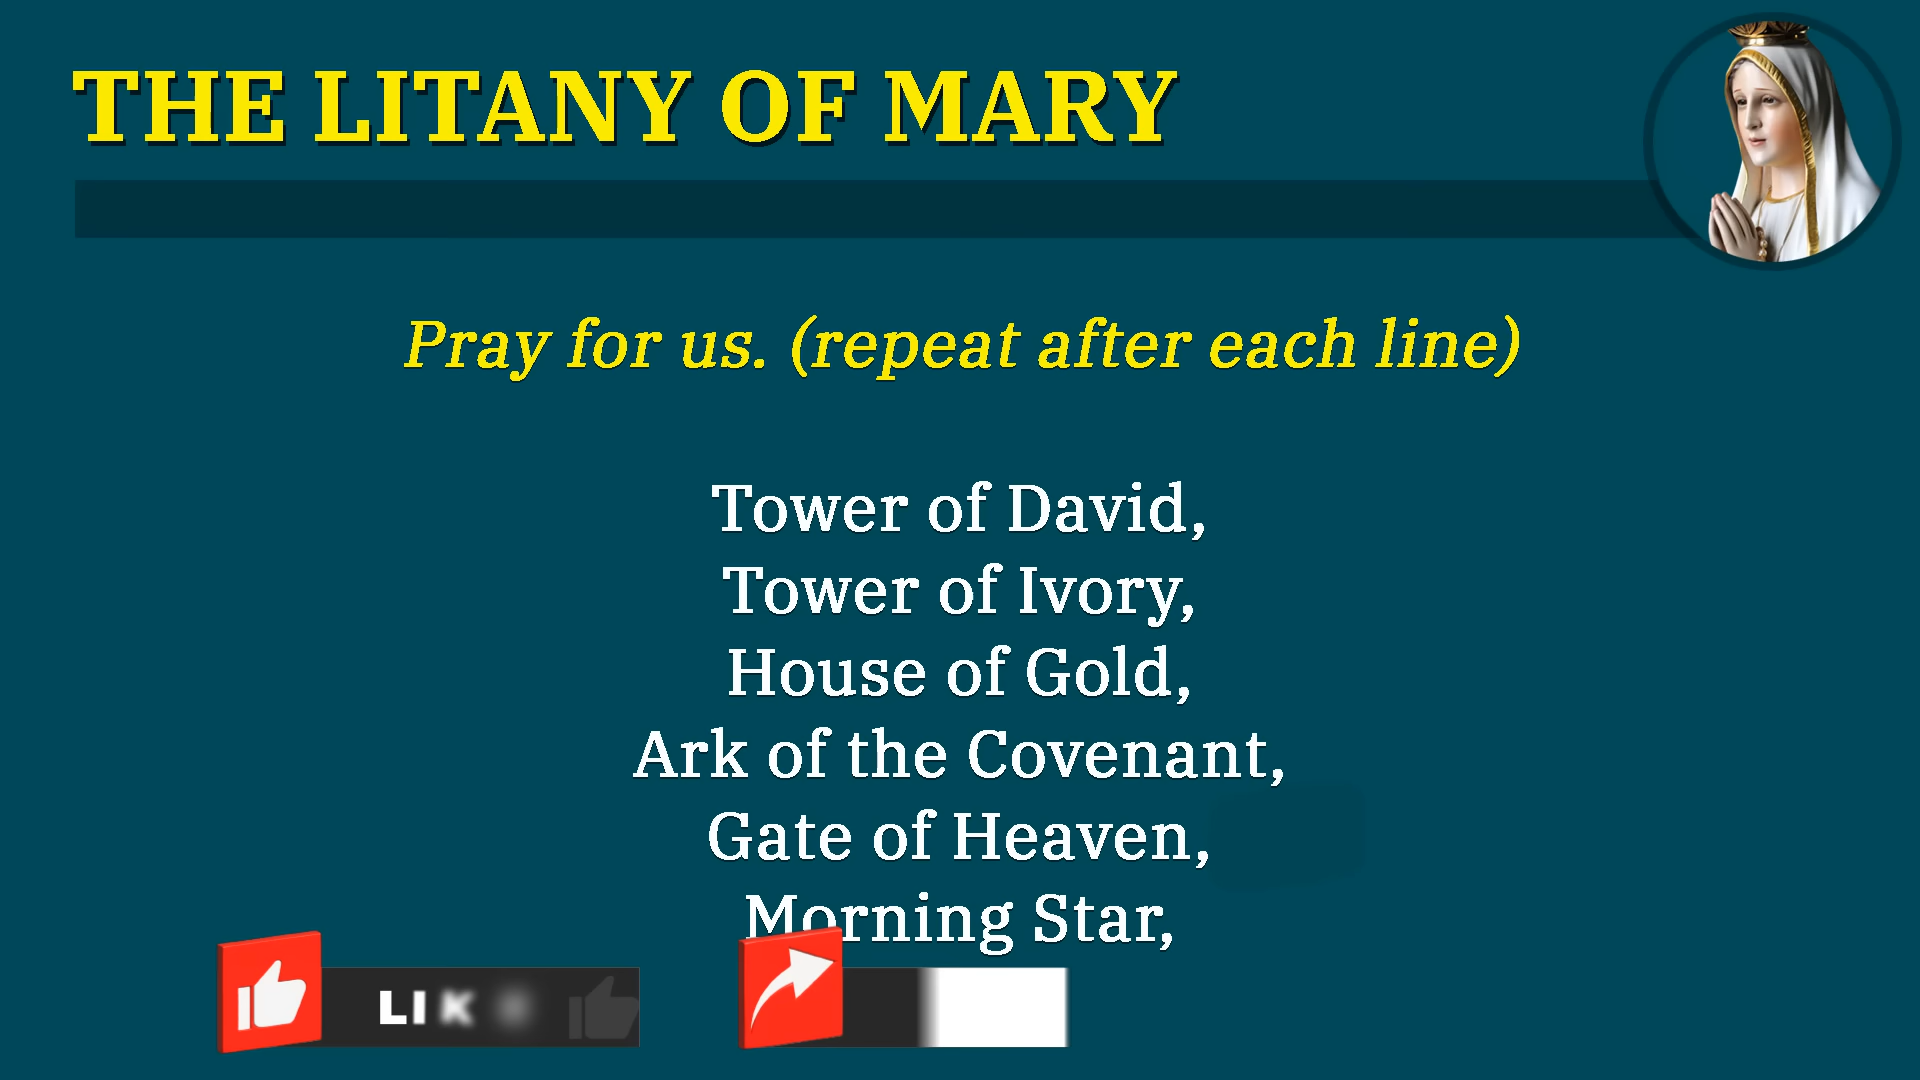 THE LITANY OF MARY
Pray for us. (repeat after each line)
Tower of David,
Tower of Ivory,
House of Gold,
Ark of the Covenant,
Gate of Heaven,
Morning Star,
LIK